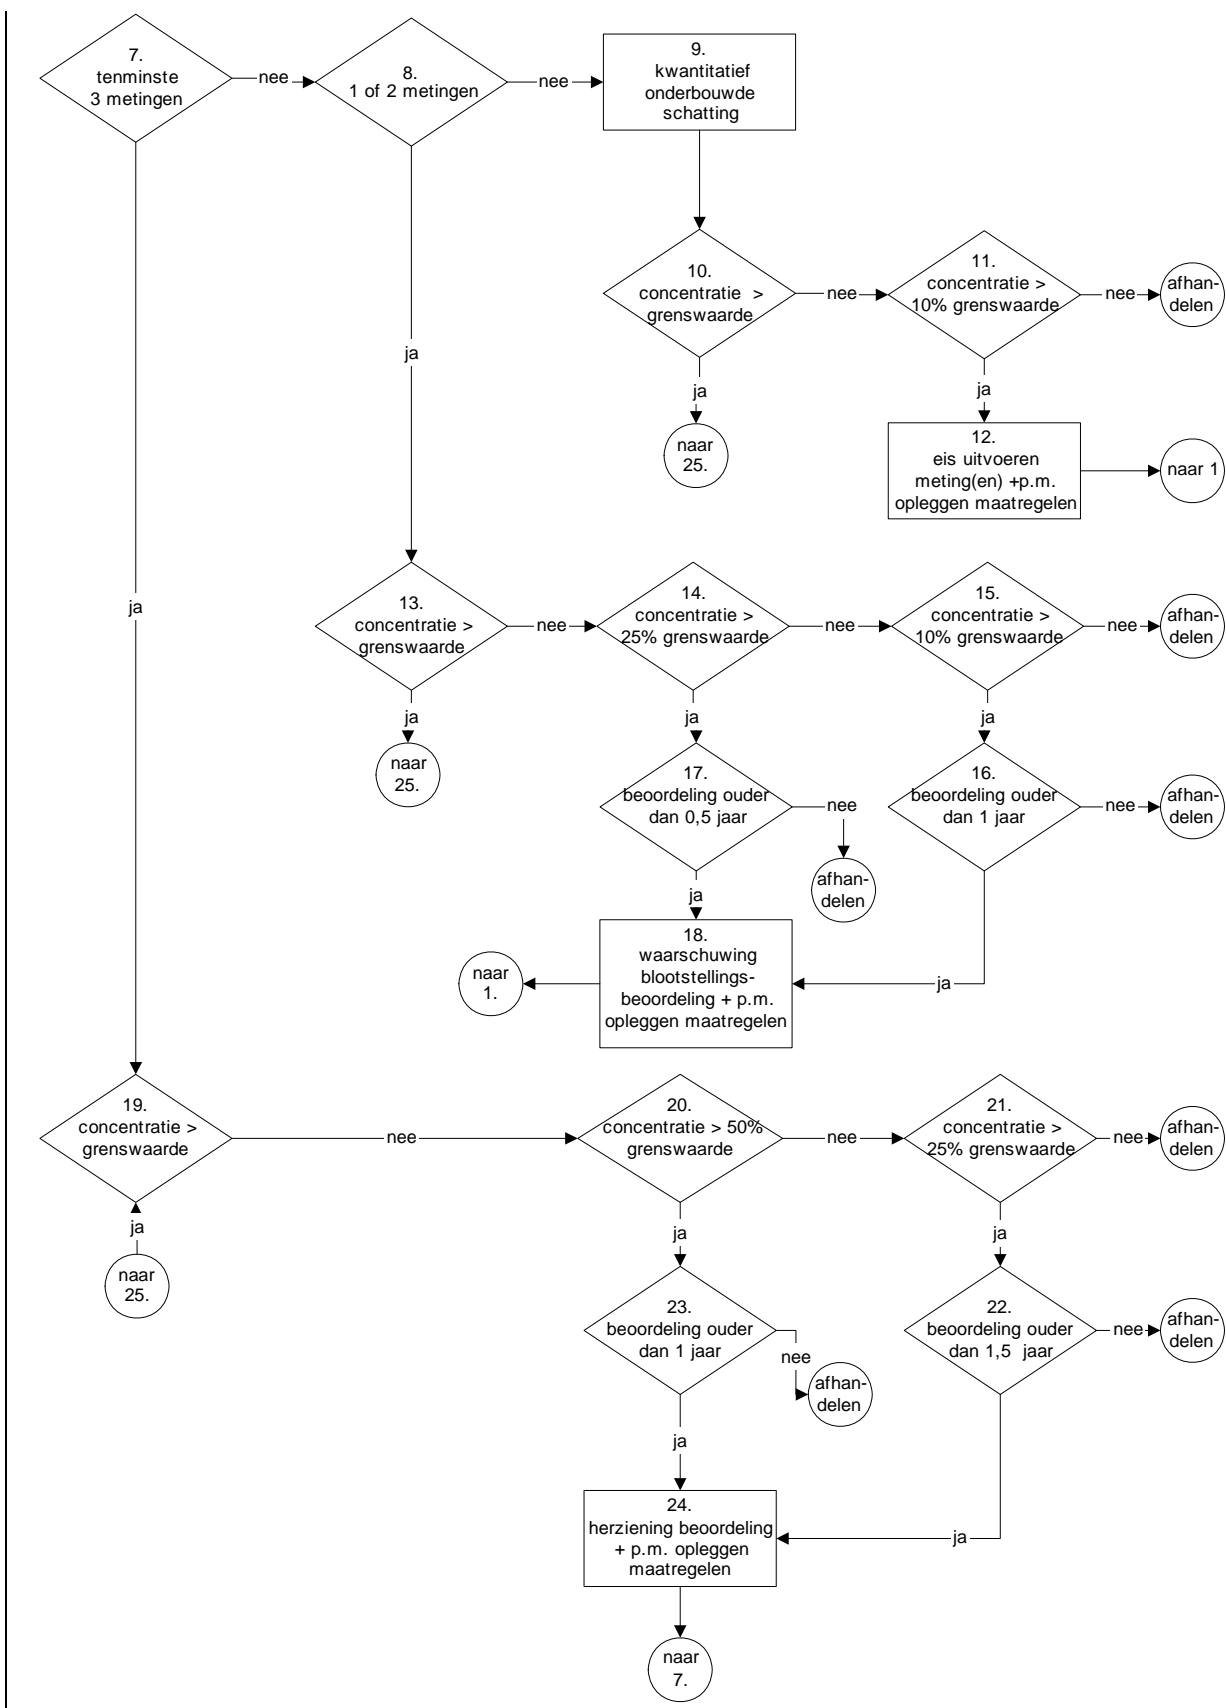 7.
tenminste
3 metingen
nee
8.
1 of 2 metingen
nee
9.
kwantitatief
onderbouwde
schatting
10.
concentratie >
grenswaarde
nee
11.
concentratie >
10% grenswaarde
nee
afhan-
delen
ja
ja
ja
naar
25.
12.
eis uitvoeren
meting(en) +p.m.
opleggen maatregelen
naar 1
ja
13.
concentratie >
grenswaarde
nee
14.
concentratie >
25% grenswaarde
nee
15.
concentratie >
10% grenswaarde
nee
afhan-
delen
ja
ja
ja
naar
25.
17.
beoordeling ouder
dan 0,5 jaar
nee
afhan-
delen
16.
beoordeling ouder
dan 1 jaar
nee
afhan-
delen
ja
18.
waarschuwing
blootstellings-
beoordeling + p.m.
opleggen maatregelen
ja
naar
1.
19.
concentratie >
grenswaarde
nee
20.
concentratie > 50%
grenswaarde
nee
21.
concentratie >
25% grenswaarde
nee
afhan-
delen
ja
ja
ja
naar
25.
23.
beoordeling ouder
dan 1 jaar
nee
afhan-
delen
22.
beoordeling ouder
dan 1,5 jaar
nee
afhan-
delen
ja
24.
herziening beoordeling
+ p.m. opleggen
maatregelen
ja
naar
7.